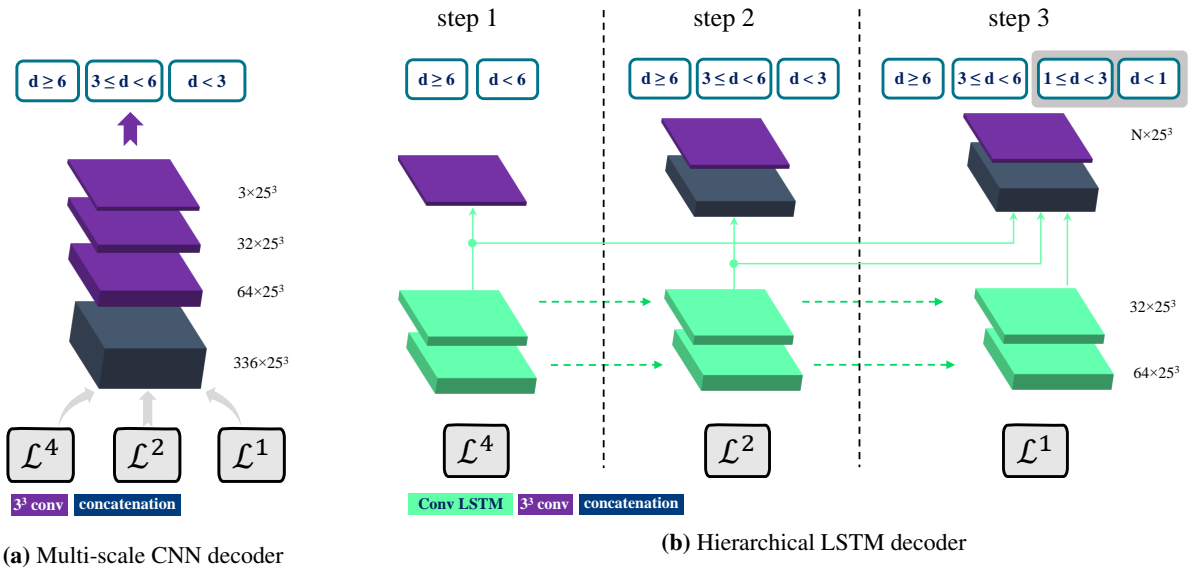 step 1
step 2
step 3
d ≥ 6
3 ≤ d < 6
d < 3
d ≥ 6
d < 6
d ≥ 6
3 ≤ d < 6
d < 3
d ≥ 6
3 ≤ d < 6
1 ≤ d < 3
d < 1
3×25³
32×25³
64×25³
336×25³
N×25³
32×25³
64×25³
ℒ⁴
ℒ²
ℒ¹
ℒ⁴
ℒ²
ℒ¹
3³ conv
concatenation
Conv LSTM
3³ conv
concatenation
(a) Multi-scale CNN decoder
(b) Hierarchical LSTM decoder